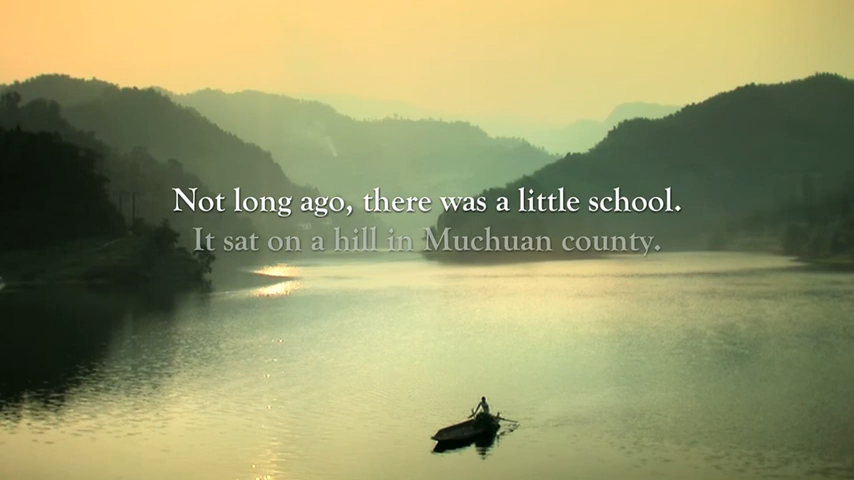 Not long ago, there was a little school.
It sat on a hill in Muchuan county.